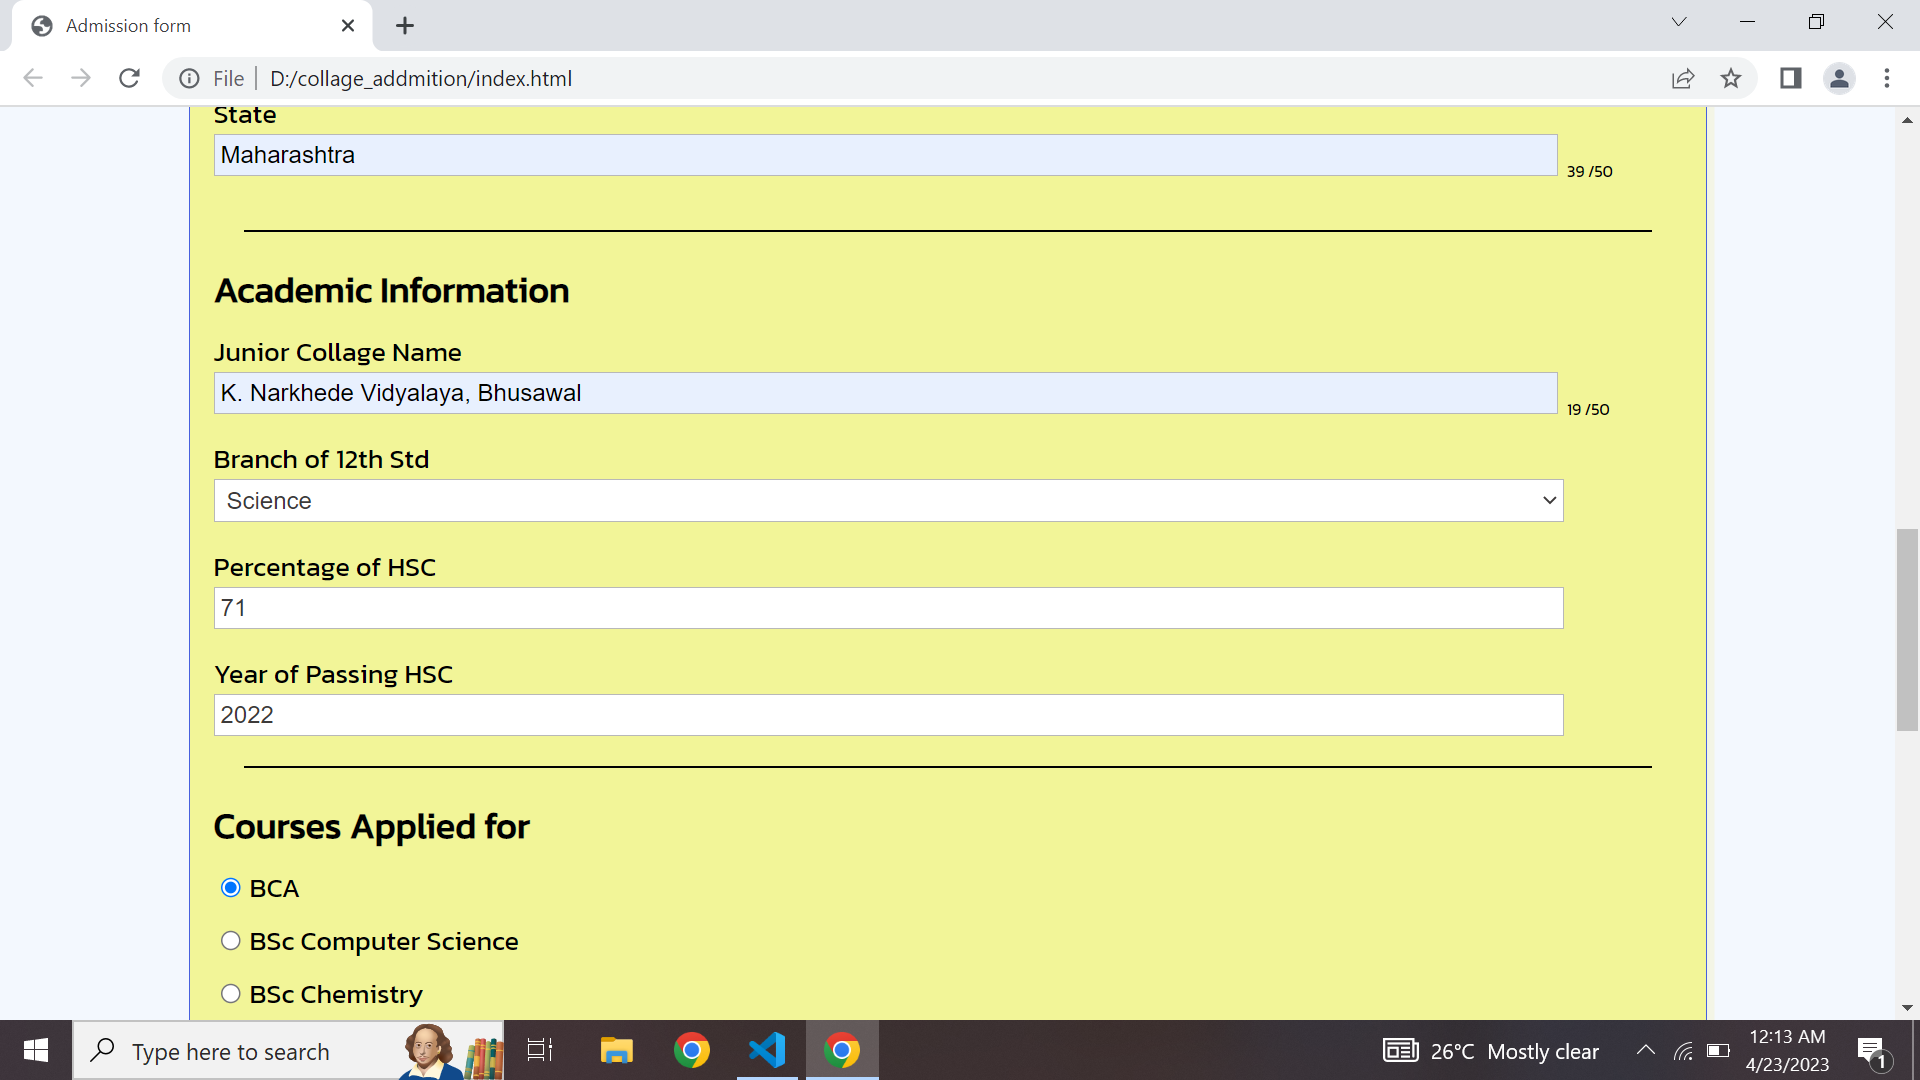 Admission form
File
D:/collage_addmition/index.html
State
Maharashtra
39 /50
Academic Information
Junior Collage Name
K. Narkhede Vidyalaya, Bhusawal
19 /50
Branch of 12th Std
Science
Percentage of HSC
71
Year of Passing HSC
2022
Courses Applied for
BCA
BSc Computer Science
BSc Chemistry
Type here to search
26°C Mostly clear
12:13 AM
4/23/2023
1